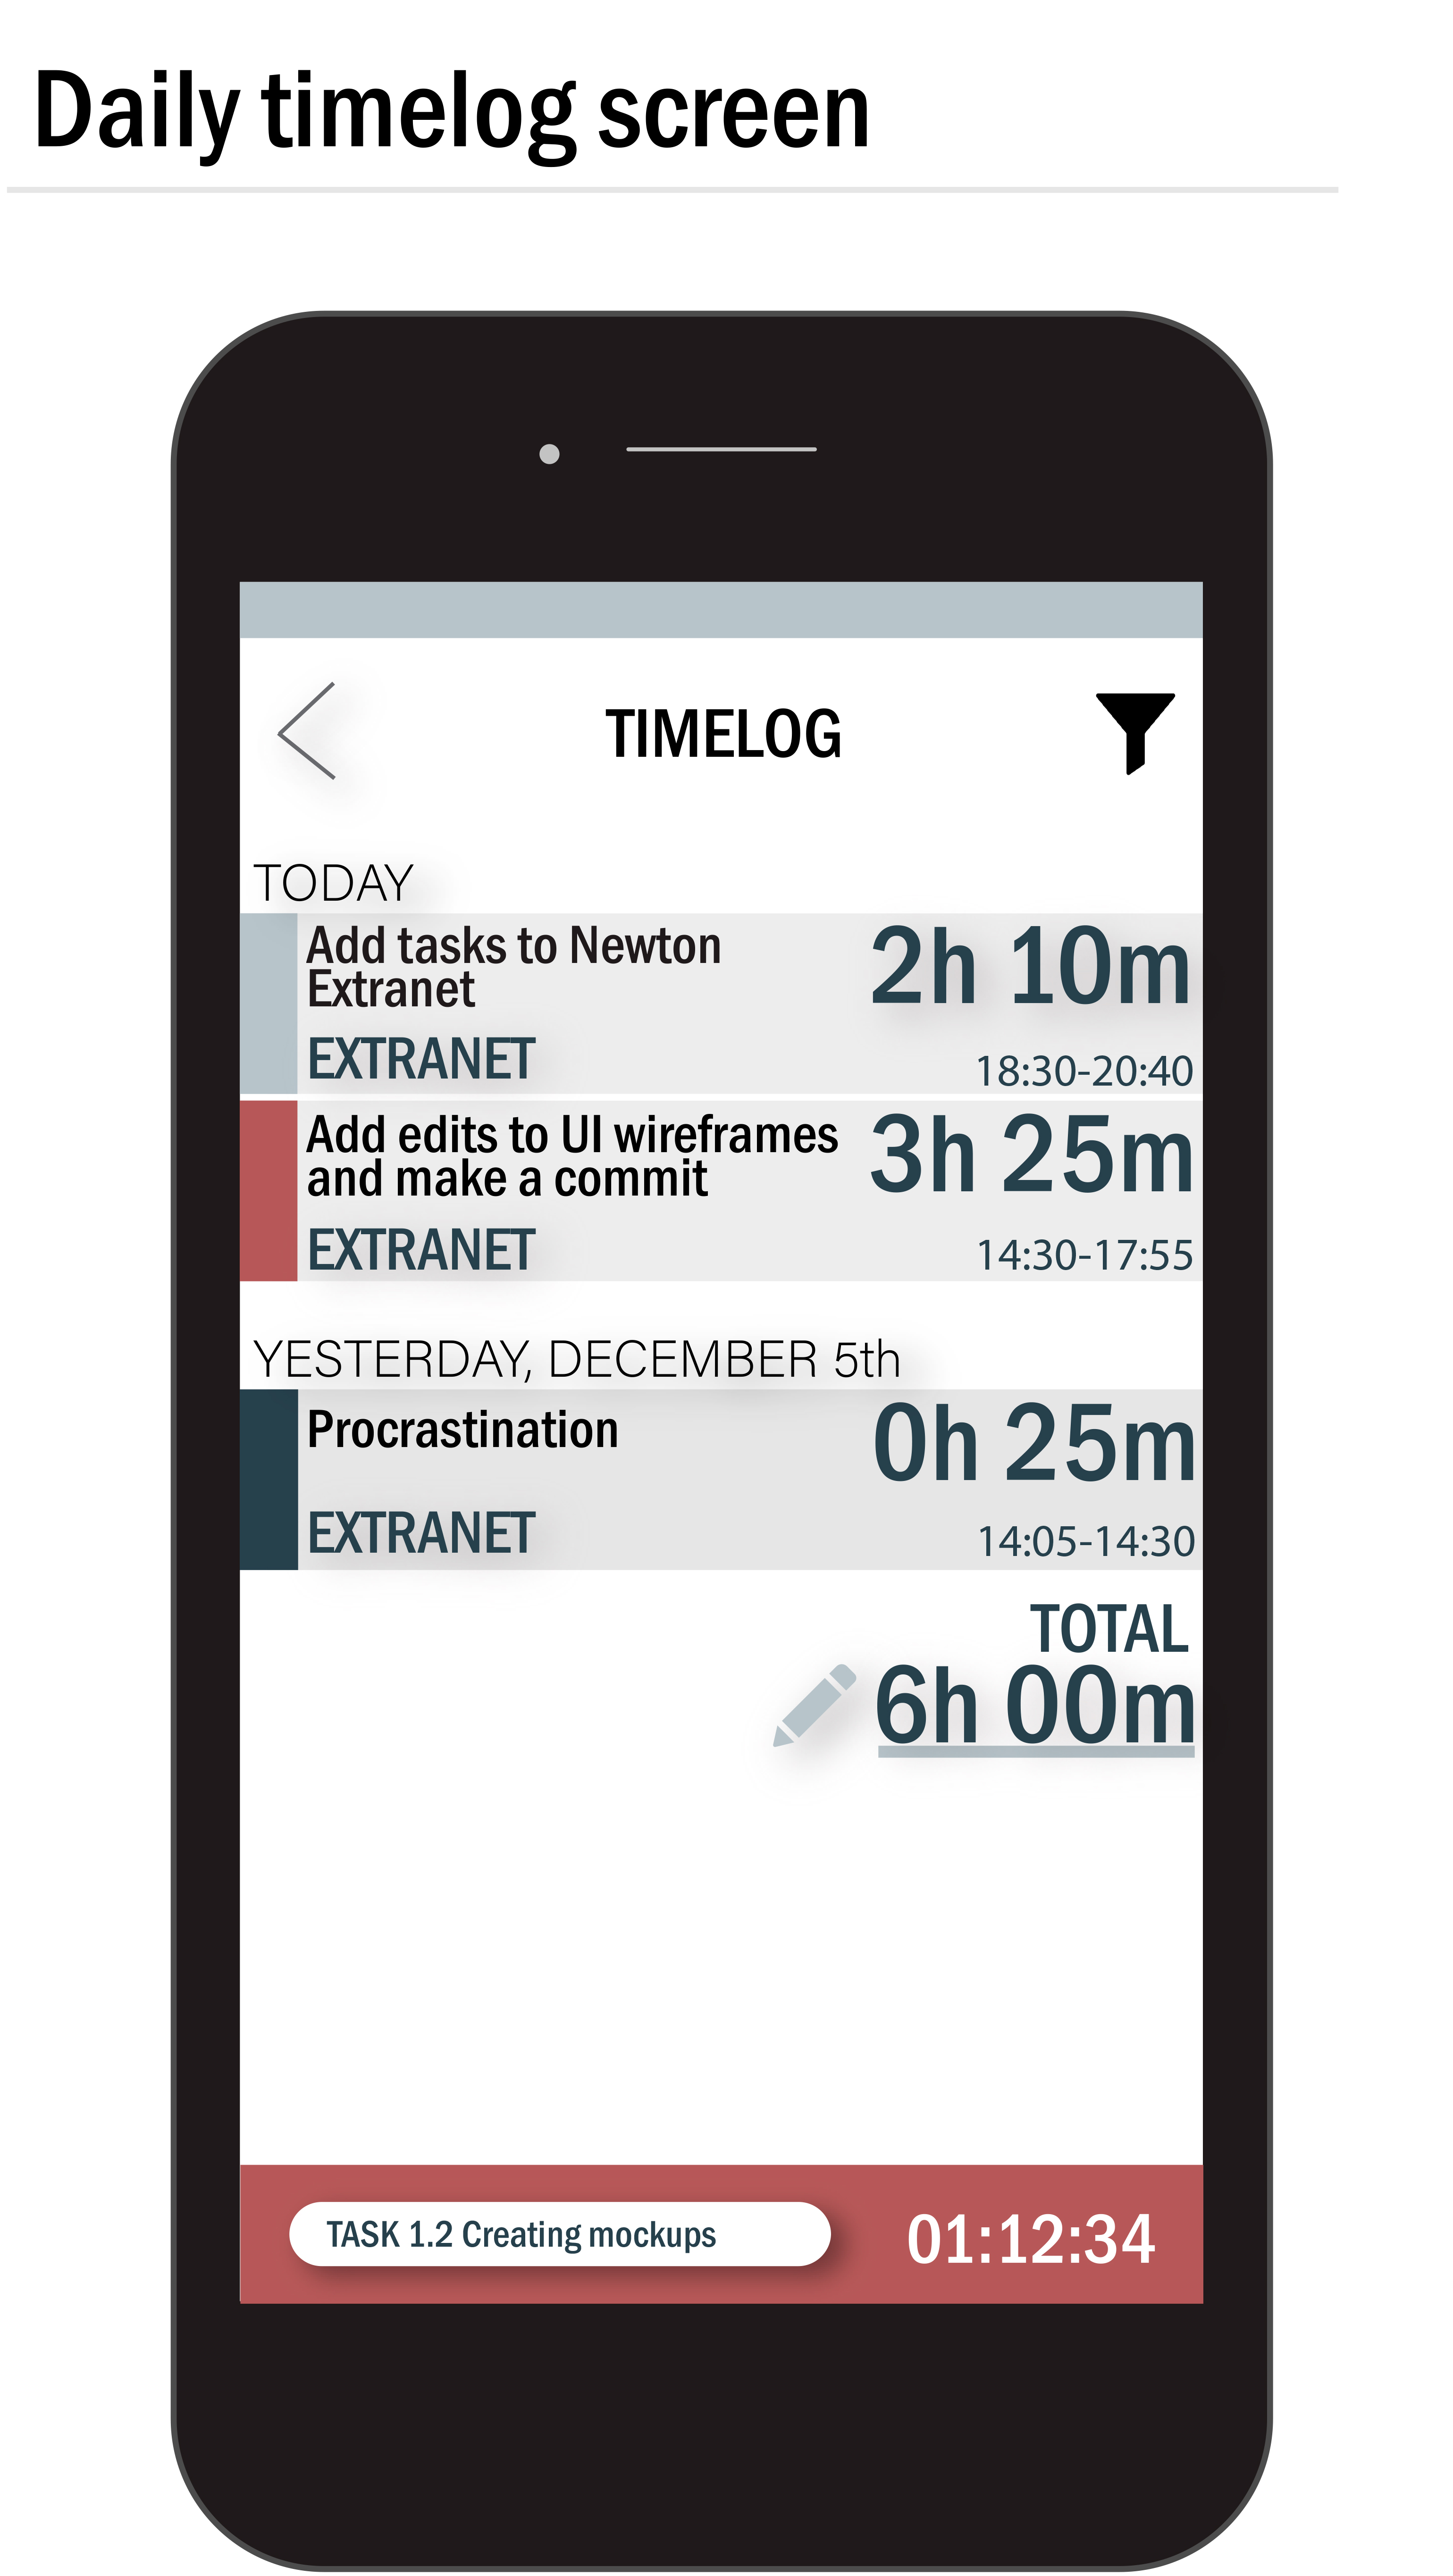 Daily timelog screen
TIMELOG
TODAY
Add tasks to Newton
Extranet
2h 10m
EXTRANET
18:30-20:40
Add edits to UI wireframes
and make a commit
3h 25m
EXTRANET
14:30-17:55
YESTERDAY, DECEMBER 5th
Procrastination
0h 25m
EXTRANET
14:05-14:30
TOTAL
6h 00m
TASK 1.2 Creating mockups
01:12:34